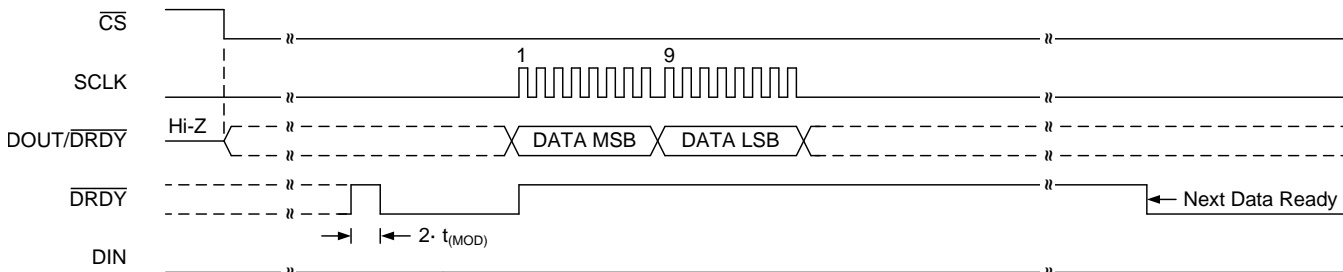 CS
SCLK
1
9
Hi-Z
DOUT/DRDY
DATA MSB
DATA LSB
DRDY
Next Data Ready
2· t(MOD)
DIN